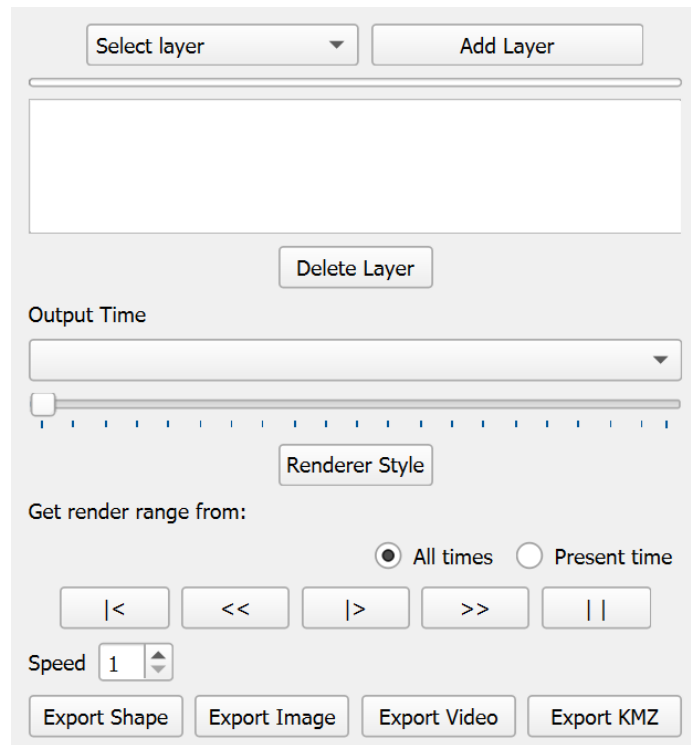 Select layer Add Layer
Delete Layer
Output Time
Renderer Style
Get render range from:
All times Present time
|< << |> >> ||
Speed 1
Export Shape Export Image Export Video Export KMZ